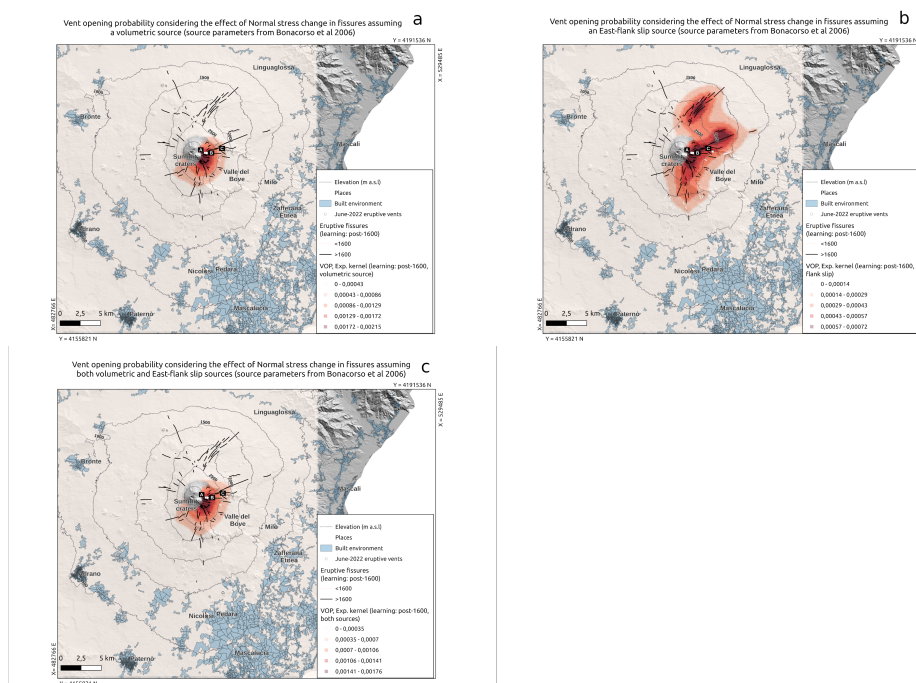 Vent opening probability considering the effect of Normal stress change in fissures assuming
a volumetric source (source parameters from Bonacorso et al 2006)
a
Y = 4191536 N
X = 529485 E
Linguaglossa
1500
Bronte
Mascali
A
B
C
Summit
craters
Valle del
Bove
Milo
Zafferana
Etnea
Nicolosi
Pedara
Mascalucia
Paternò
0 2,5 5 km
X = 482766 E
Y = 4155821 N
Elevation (m a.s.l)
Places
Built environment
June-2022 eruptive vents
Eruptive fissures
(learning: post-1600)
<1600
>1600
VOP, Exp. kernel (learning: post-1600,
volumetric source)
0 - 0,00043
0,00043 - 0,00086
0,00086 - 0,00129
0,00129 - 0,00172
0,00172 - 0,00215
Vent opening probability considering the effect of Normal stress change in fissures assuming
an East-flank slip source (source parameters from Bonacorso et al 2006)
b
Y = 4191536 N
Linguaglossa
1500
Bronte
Mascali
A
B
C
Summit
craters
Valle del
Bove
Milo
Zafferana
Etnea
Nicolosi
Pedara
Mascalucia
Paternò
0 2,5 5 km
X = 482766 E
Y = 4155821 N
Elevation (m a.s.l)
Places
Built environment
June-2022 eruptive vents
Eruptive fissures
(learning: post-1600)
<1600
>1600
VOP, Exp. kernel (learning: post-1600,
flank slip)
0 - 0,00014
0,00014 - 0,00029
0,00029 - 0,00043
0,00043 - 0,00057
0,00057 - 0,00072
Vent opening probability considering the effect of Normal stress change in fissures assuming
both volumetric and East-flank slip sources (source parameters from Bonacorso et al 2006)
c
Y = 4191536 N
X = 529485 E
Linguaglossa
1500
Bronte
Mascali
A
B
C
Summit
craters
Valle del
Bove
Milo
Zafferana
Etnea
Nicolosi
Pedara
Mascalucia
Paternò
0 2,5 5 km
X = 482766 E
Elevation (m a.s.l)
Places
Built environment
June-2022 eruptive vents
Eruptive fissures
(learning: post-1600)
<1600
>1600
VOP, Exp. kernel (learning: post-1600,
both sources)
0 - 0,00035
0,00035 - 0,0007
0,0007 - 0,00106
0,00106 - 0,00141
0,00141 - 0,00176